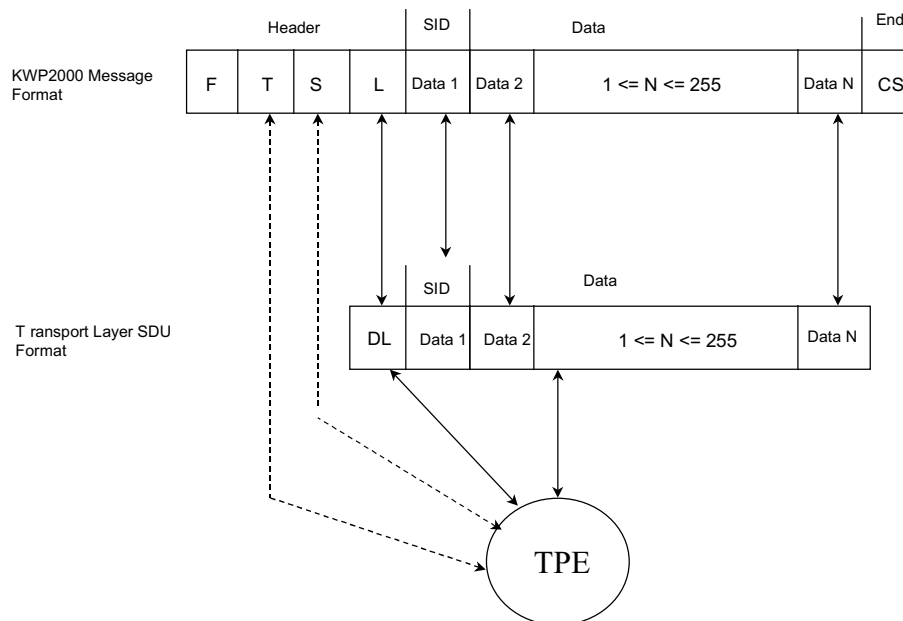 Header SID Data End
KWP2000 Message
Format
F T S L Data 1 Data 2 1 <= N <= 255 Data N CS
SID Data
T ransport Layer SDU
Format
DL Data 1 Data 2 1 <= N <= 255 Data N
TPE